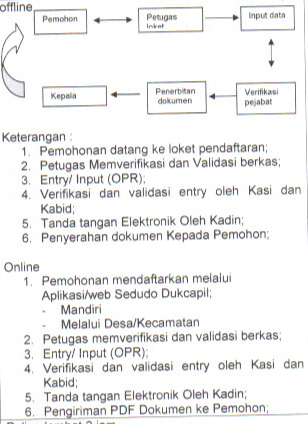 offline
Pemohon
Petugas
loket
Input data
Kepala
Penerbitan
dokumen
Verifikasi
pejabat
Keterangan :
1. Pemohonan datang ke loket pendaftaran;
2. Petugas Memverifikasi dan Validasi berkas;
3. Entry/ Input (OPR);
4. Verifikasi dan validasi entry oleh Kasi dan
Kabid;
5. Tanda tangan Elektronik Oleh Kadin;
6. Penyerahan dokumen Kepada Pemohon;
Online
1. Pemohonan mendaftarkan melalui
Aplikasi/web Sedudo Dukcapil;
- Mandiri
- Melalui Desa/Kecamatan
2. Petugas memverifikasi dan validasi berkas;
3. Entry/ Input (OPR);
4. Verifikasi dan validasi entry oleh Kasi dan
Kabid;
5. Tanda tangan Elektronik Oleh Kadin;
6. Pengiriman PDF Dokumen ke Pemohon;